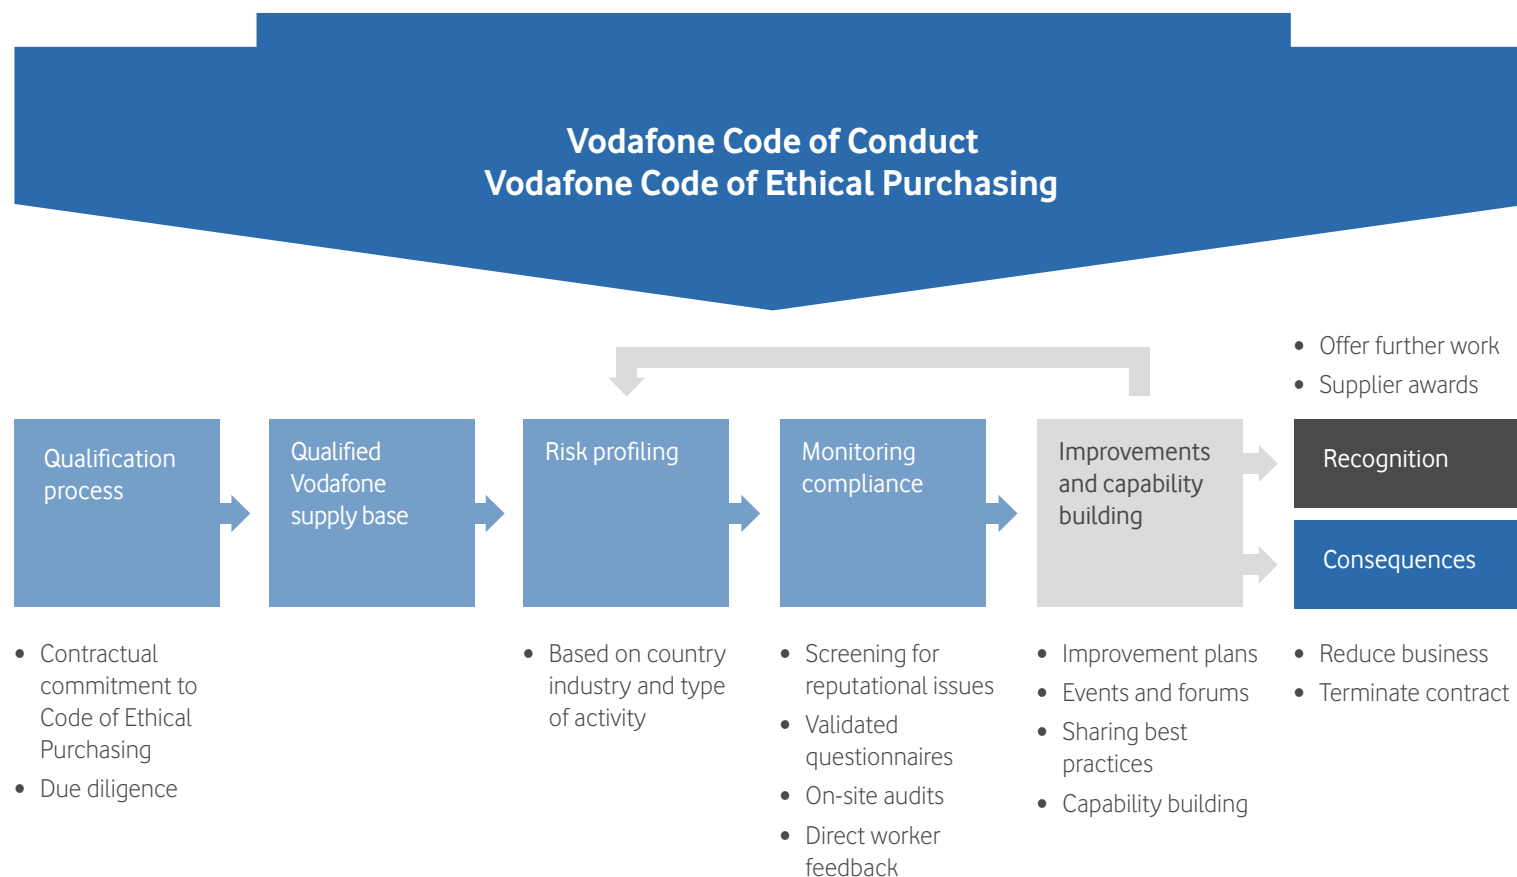 Vodafone Code of Conduct
Vodafone Code of Ethical Purchasing
• Offer further work
• Supplier awards
Qualification
process
Qualified
Vodafone
supply base
Risk profiling
Monitoring
compliance
Improvements
and capability
building
Recognition
Consequences
• Contractual
commitment to
Code of Ethical
Purchasing
• Due diligence
• Based on country
industry and type
of activity
• Screening for
reputational issues
• Validated
questionnaires
• On-site audits
• Direct worker
feedback
• Improvement plans
• Events and forums
• Sharing best
practices
• Capability building
• Reduce business
• Terminate contract